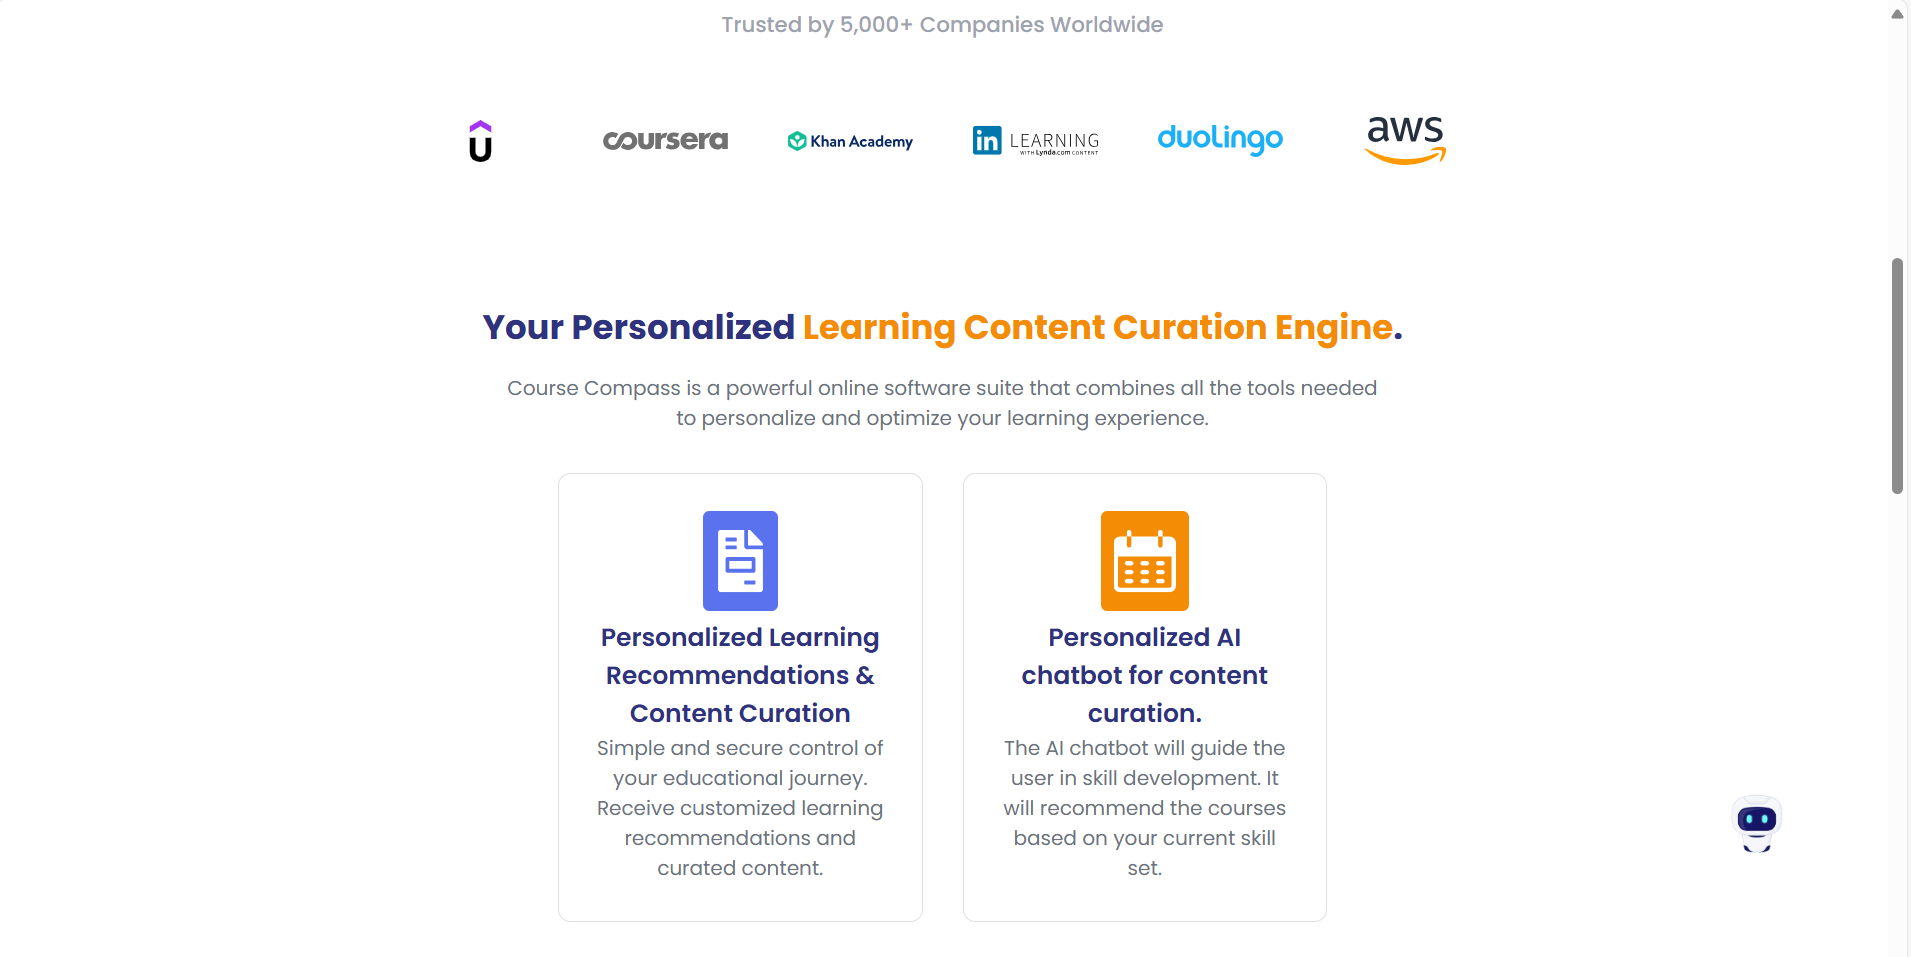 Trusted by 5,000+ Companies Worldwide
U
coursera
Khan Academy
in LEARNING
WITH Lynda.com CONTENT
duolingo
aws
Your Personalized Learning Content Curation Engine.
Course Compass is a powerful online software suite that combines all the tools needed
to personalize and optimize your learning experience.
Personalized Learning
Recommendations &
Content Curation
Simple and secure control of
your educational journey.
Receive customized learning
recommendations and
curated content.
Personalized AI
chatbot for content
curation.
The AI chatbot will guide the
user in skill development. It
will recommend the courses
based on your current skill
set.